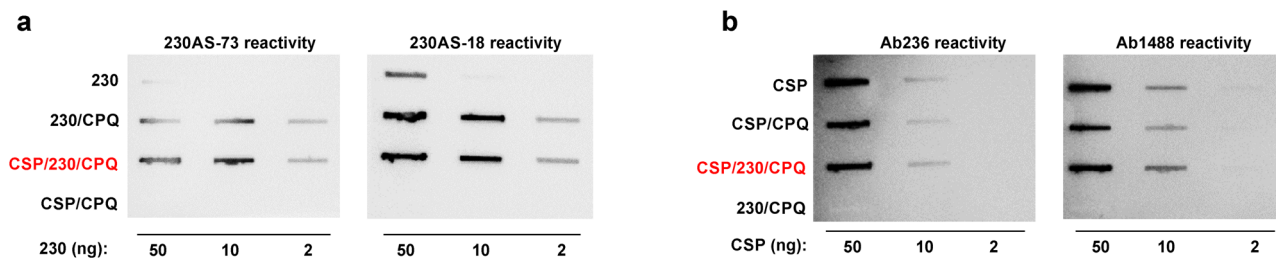 a
230AS-73 reactivity 230AS-18 reactivity
230
230/CPQ
CSP/230/CPQ
CSP/CPQ
230 (ng): 50 10 2 50 10 2
b
Ab236 reactivity Ab1488 reactivity
CSP
CSP/CPQ
CSP/230/CPQ
230/CPQ
CSP (ng): 50 10 2 50 10 2